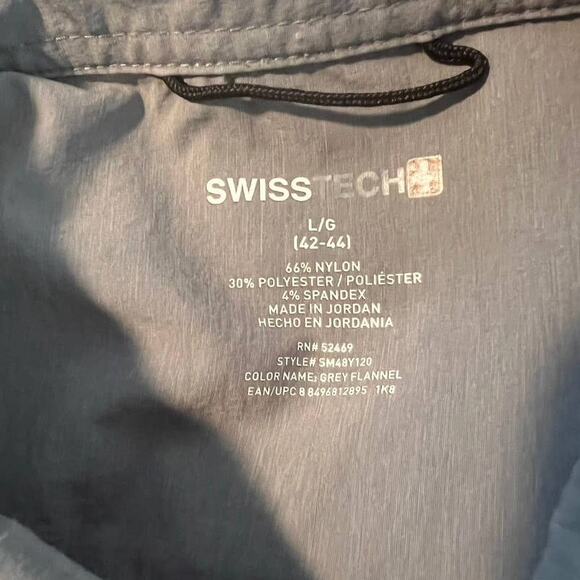 SWISSTECH
L/G
(42-44)
66% NYLON
30% POLYESTER / POLIÉSTER
4% SPANDEX
MADE IN JORDAN
HECHO EN JORDANIA
RN# 52469
STYLE# SM48Y120
COLOR NAME: GREY FLANNEL
EAN/UPC 8 8496812895 1K8